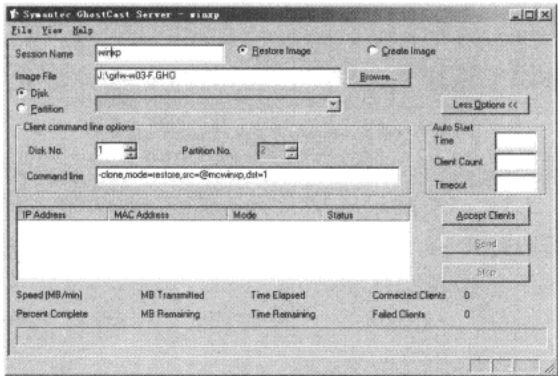 Symantec GhostCast Server - winxp
File View Help
Session Name winxp Restore Image Create Image
Image File J:\grlw-w03-F.GHO Browse...
Disk
Partition Less Options <<
Client command line options Auto Start
Time
Disk No. 1 Partition No. 2
Client Count
Command line -clone,mode=restore,src=@mcwinxp,dst=1
Timeout
IP Address MAC Address Mode Status Accept Clients
Send
Stop
Speed (MB/min) MB Transmitted Time Elapsed Connected Clients 0
Percent Complete MB Remaining Time Remaining Failed Clients 0